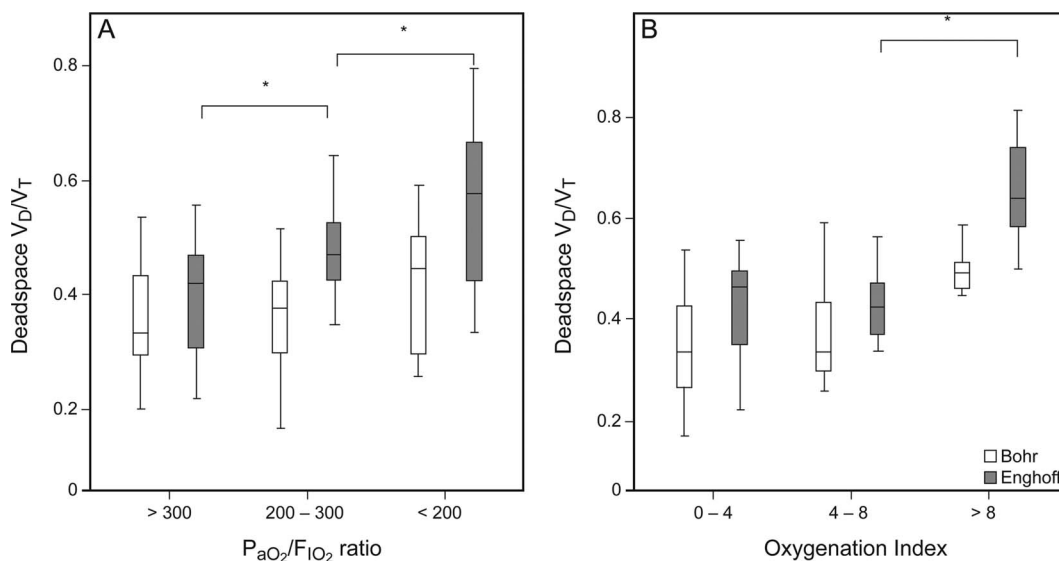 A
*
*
0.8
0.6
0.4
0.2
0
Deadspace VD/VT
> 300
200 – 300
< 200
PaO2/FIO2 ratio
B
*
0.8
0.6
0.4
0.2
0
Deadspace VD/VT
Bohr
Enghoff
0 – 4
4 – 8
> 8
Oxygenation Index